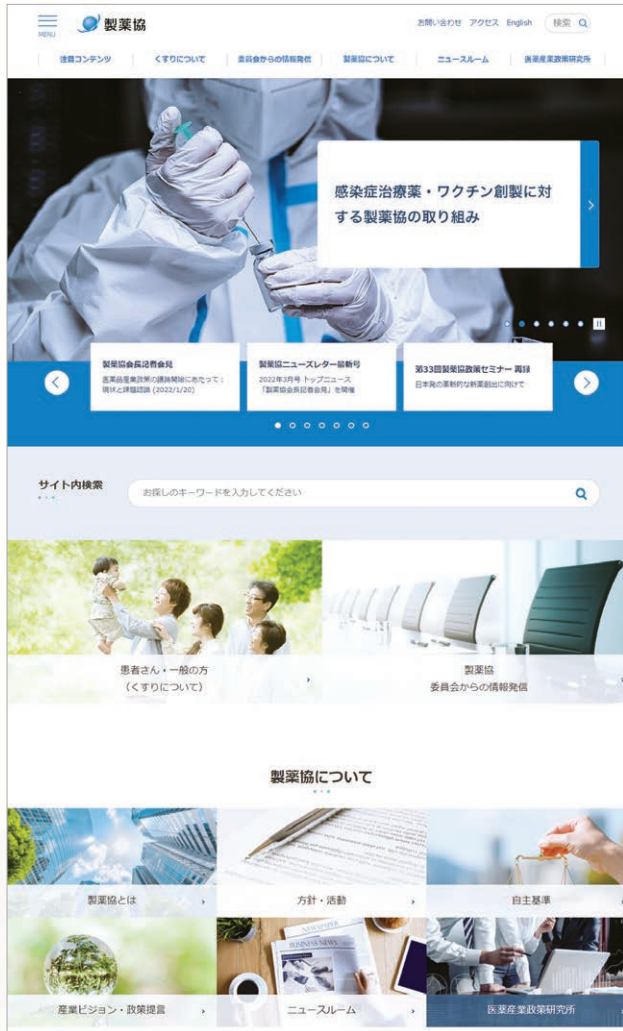 MENU
製薬協
お問い合わせ アクセス English 検索
注目コンテンツ くすりについて 委員会からの情報発信 製薬協について ニュースルーム 医薬産業政策研究所
感染症治療薬・ワクチン創製に対
する製薬協の取り組み
製薬協会長記者会見
医薬品産業政策の議論開始にあたって：
現状と課題認識 (2022/1/20)
製薬協ニューズレター最新号
2022年3月号 トップニュース
「製薬協会長記者会見」を開催
第33回製薬協政策セミナー 再録
日本発の革新的な新薬創出に向けて
サイト内検索
お探しのキーワードを入力してください
患者さん・一般の方
（くすりについて）
製薬協
委員会からの情報発信
製薬協について
製薬協とは
方針・活動
自主基準
NEWSPAPER
BUSINESS NEWS
産業ビジョン・政策提言
ニュースルーム
医薬産業政策研究所